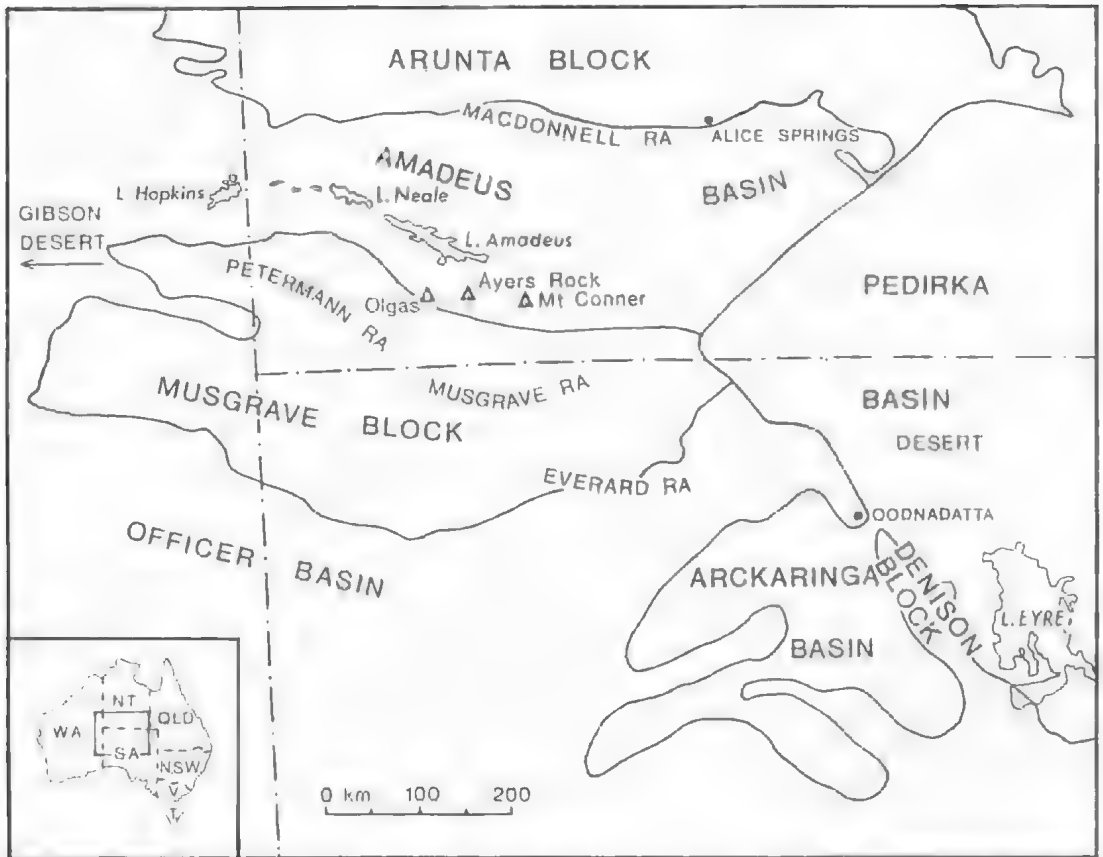 ARUNTA BLOCK
MACDONNELL RA
ALICE SPRINGS
AMADEUS
BASIN
L Hopkins
L. Neale
GIBSON
DESERT
L. Amadeus
PETERMANN RA
Ayers Rock
Olgas
Mt Conner
PEDIRKA
MUSGRAVE RA
MUSGRAVE BLOCK
BASIN
DESERT
EVERARD RA
OODNADATTA
OFFICER BASIN
ARCKARINGA
DENISON
BLOCK
L. EYRE
BASIN
NT
WA
QLD
SA
NSW
V
T
0 km 100 200